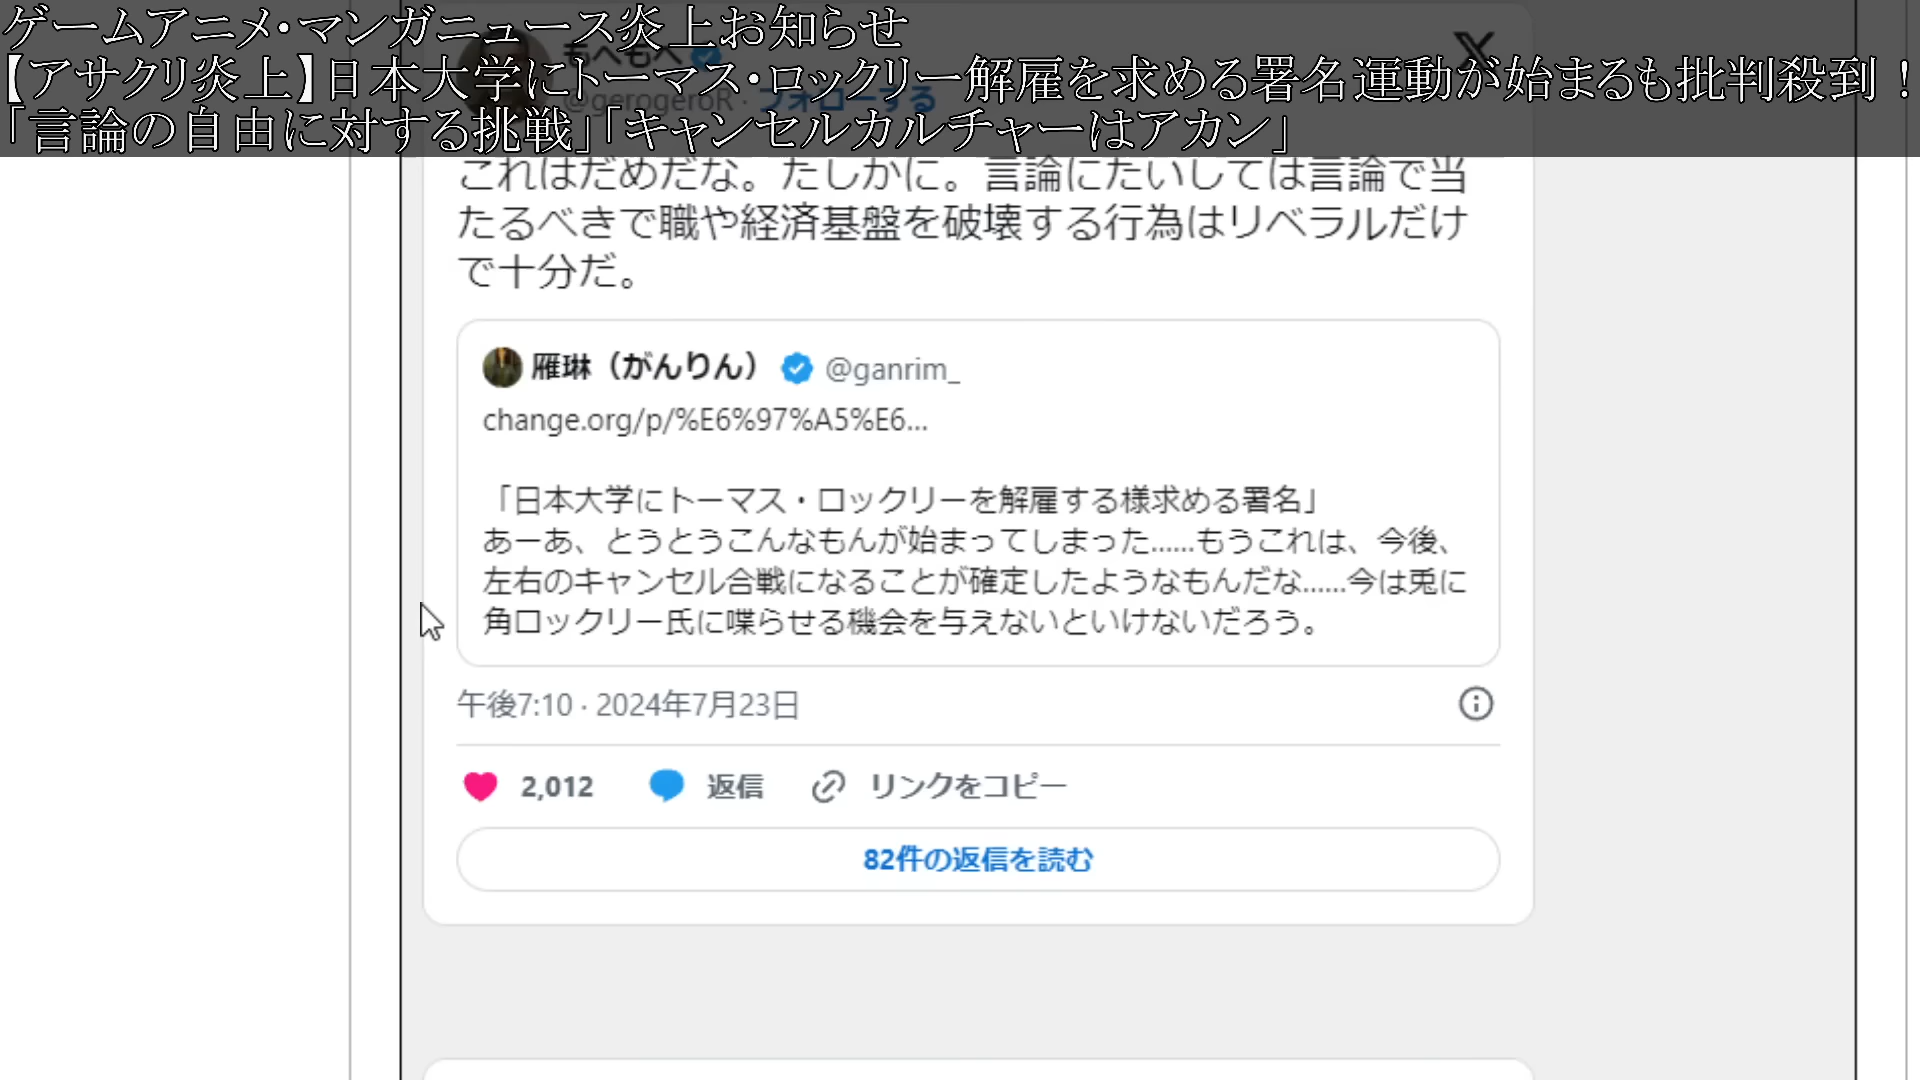 ゲームアニメ・マンガニュース炎上お知らせ
【アサクリ炎上】日本大学にトーマス・ロックリー解雇を求める署名運動が始まるも批判殺到！
「言論の自由に対する挑戦」「キャンセルカルチャーはアカン」
もへもへ
@gerogeroR · フォローする
これはだめだな。たしかに。言論にたいしては言論で当
たるべきで職や経済基盤を破壊する行為はリベラルだけ
で十分だ。
雁琳（がんりん） @ganrim_
change.org/p/%E6%97%A5%E6...
「日本大学にトーマス・ロックリーを解雇する様求める署名」
あーあ、とうとうこんなもんが始まってしまった......もうこれは、今後、
左右のキャンセル合戦になることが確定したようなもんだな......今は兎に
角ロックリー氏に喋らせる機会を与えないといけないだろう。
午後7:10 · 2024年7月23日
2,012 返信 リンクをコピー
82件の返信を読む